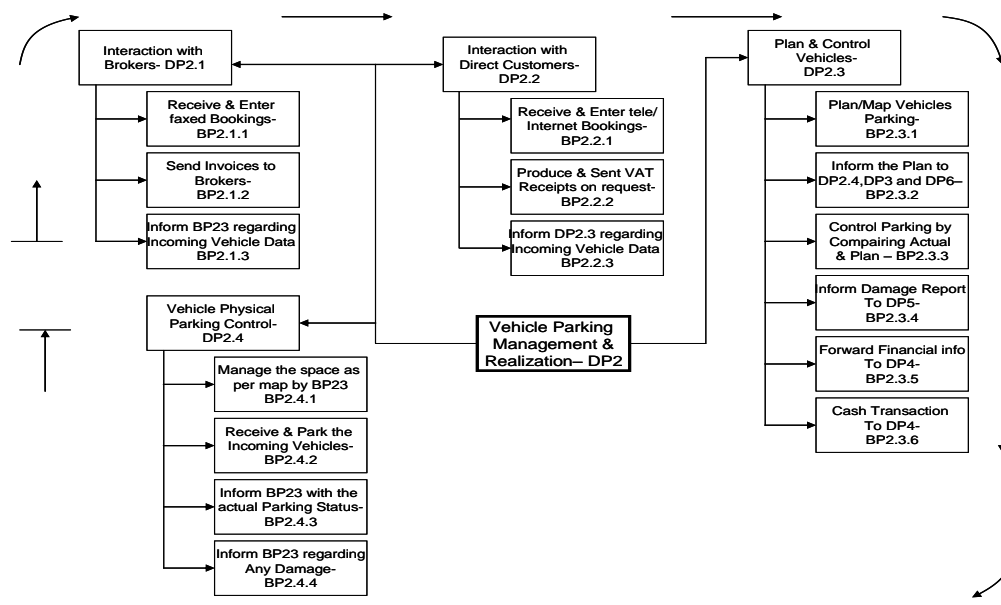 Interaction with
Brokers- DP2.1
Receive & Enter
faxed Bookings-
BP2.1.1
Send Invoices to
Brokers-
BP2.1.2
Inform BP23 regarding
Incoming Vehicle Data
BP2.1.3
Interaction with
Direct Customers-
DP2.2
Receive & Enter tele/
Internet Bookings-
BP2.2.1
Produce & Sent VAT
Receipts on request-
BP2.2.2
Inform DP2.3 regarding
Incoming Vehicle Data
BP2.2.3
Plan & Control
Vehicles-
DP2.3
Plan/Map Vehicles
Parking-
BP2.3.1
Inform the Plan to
DP2.4,DP3 and DP6–
BP2.3.2
Control Parking by
Compairing Actual
& Plan – BP2.3.3
Inform Damage Report
To DP5-
BP2.3.4
Forward Financial info
To DP4-
BP2.3.5
Cash Transaction
To DP4-
BP2.3.6
Vehicle Physical
Parking Control-
DP2.4
Manage the space as
per map by BP23
BP2.4.1
Receive & Park the
Incoming Vehicles-
BP2.4.2
Inform BP23 with the
actual Parking Status-
BP2.4.3
Inform BP23 regarding
Any Damage-
BP2.4.4
Vehicle Parking
Management &
Realization– DP2